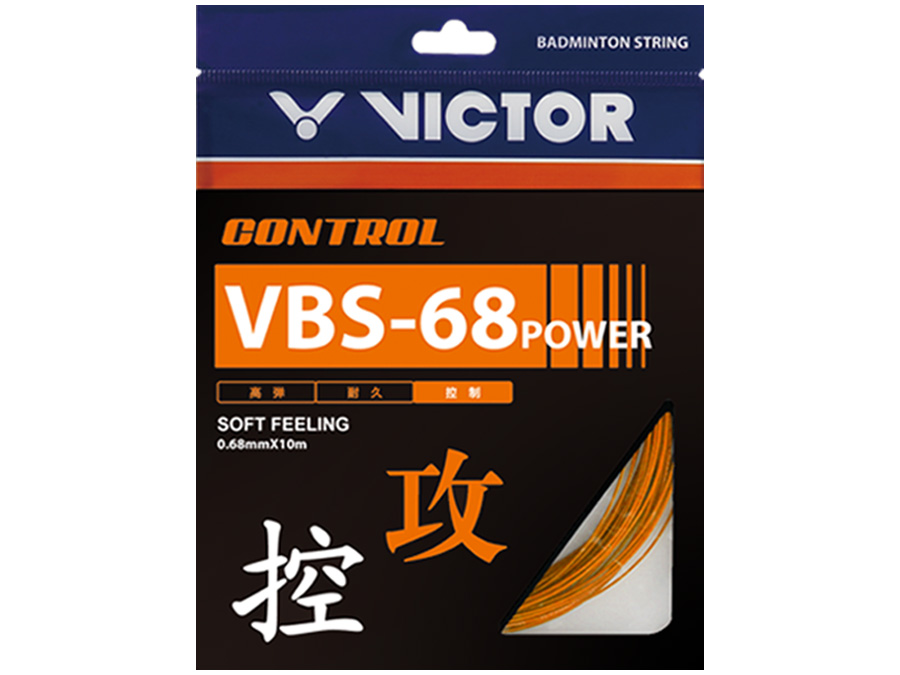 BADMINTON STRING
VICTOR
CONTROL
VBS-68POWER
高弹 耐久 控制
SOFT FEELING
0.68mmX10m
攻
控